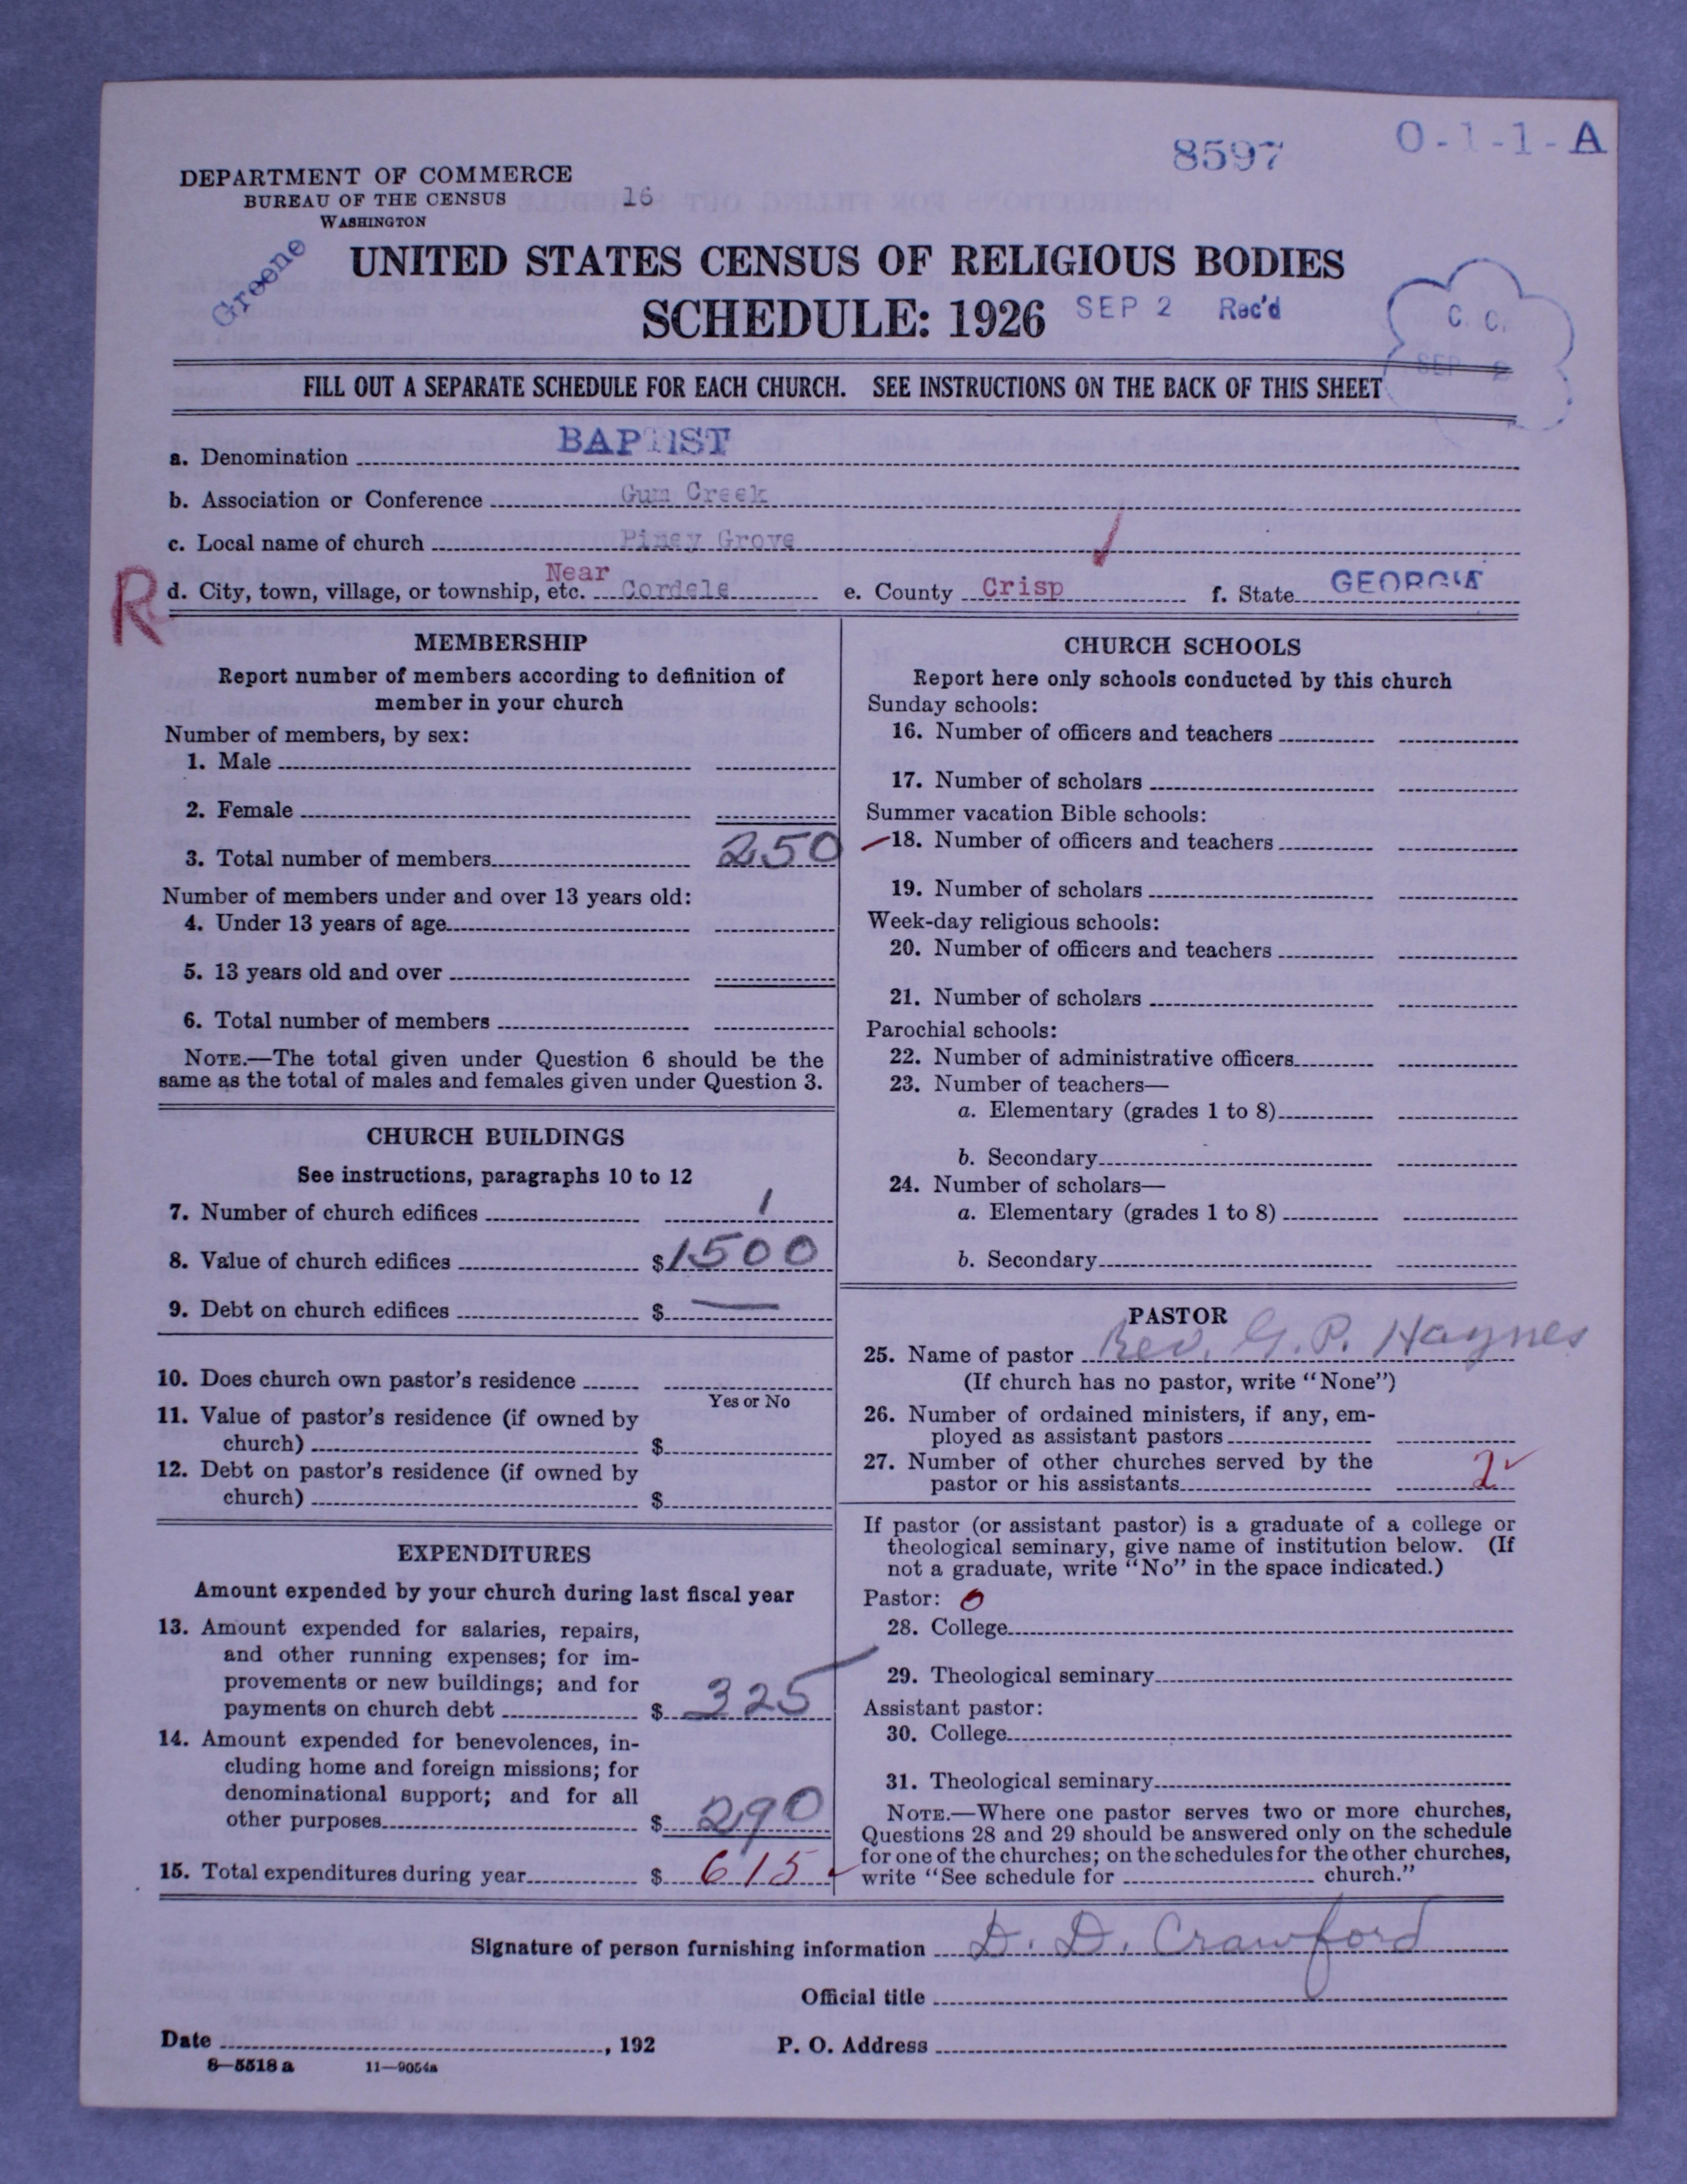 8597
O-1-1-A
DEPARTMENT OF COMMERCE
BUREAU OF THE CENSUS
16
WASHINGTON
Greene
UNITED STATES CENSUS OF RELIGIOUS BODIES
SCHEDULE: 1926
SEP 2 Rec'd
C. C.
SEP 2
FILL OUT A SEPARATE SCHEDULE FOR EACH CHURCH. SEE INSTRUCTIONS ON THE BACK OF THIS SHEET
a. Denomination BAPTIST
b. Association or Conference Gum Creek
c. Local name of church Piney Grove
R
d. City, town, village, or township, etc. Near Cordele e. County Crisp f. State GEORGIA
MEMBERSHIP
Report number of members according to definition of
member in your church
Number of members, by sex:
1. Male
2. Female
3. Total number of members 250
Number of members under and over 13 years old:
4. Under 13 years of age
5. 13 years old and over
6. Total number of members
NOTE.—The total given under Question 6 should be the
same as the total of males and females given under Question 3.
CHURCH BUILDINGS
See instructions, paragraphs 10 to 12
7. Number of church edifices 1
8. Value of church edifices $ 1500
9. Debt on church edifices $ —
10. Does church own pastor's residence
Yes or No
11. Value of pastor's residence (if owned by
church) $
12. Debt on pastor's residence (if owned by
church) $
EXPENDITURES
Amount expended by your church during last fiscal year
13. Amount expended for salaries, repairs,
and other running expenses; for im-
provements or new buildings; and for
payments on church debt $ 325
14. Amount expended for benevolences, in-
cluding home and foreign missions; for
denominational support; and for all
other purposes $ 290
15. Total expenditures during year $ 615
CHURCH SCHOOLS
Report here only schools conducted by this church
Sunday schools:
16. Number of officers and teachers
17. Number of scholars
Summer vacation Bible schools:
18. Number of officers and teachers
19. Number of scholars
Week-day religious schools:
20. Number of officers and teachers
21. Number of scholars
Parochial schools:
22. Number of administrative officers
23. Number of teachers—
a. Elementary (grades 1 to 8)
b. Secondary
24. Number of scholars—
a. Elementary (grades 1 to 8)
b. Secondary
PASTOR
25. Name of pastor Rev. G. P. Haynes
(If church has no pastor, write "None")
26. Number of ordained ministers, if any, em-
ployed as assistant pastors
27. Number of other churches served by the
pastor or his assistants 2
If pastor (or assistant pastor) is a graduate of a college or
theological seminary, give name of institution below. (If
not a graduate, write "No" in the space indicated.)
Pastor: 0
28. College
29. Theological seminary
Assistant pastor:
30. College
31. Theological seminary
NOTE.—Where one pastor serves two or more churches,
Questions 28 and 29 should be answered only on the schedule
for one of the churches; on the schedules for the other churches,
write "See schedule for church."
Signature of person furnishing information D. D. Crawford
Official title
Date , 192 P. O. Address
8—5518 a 11—9054a